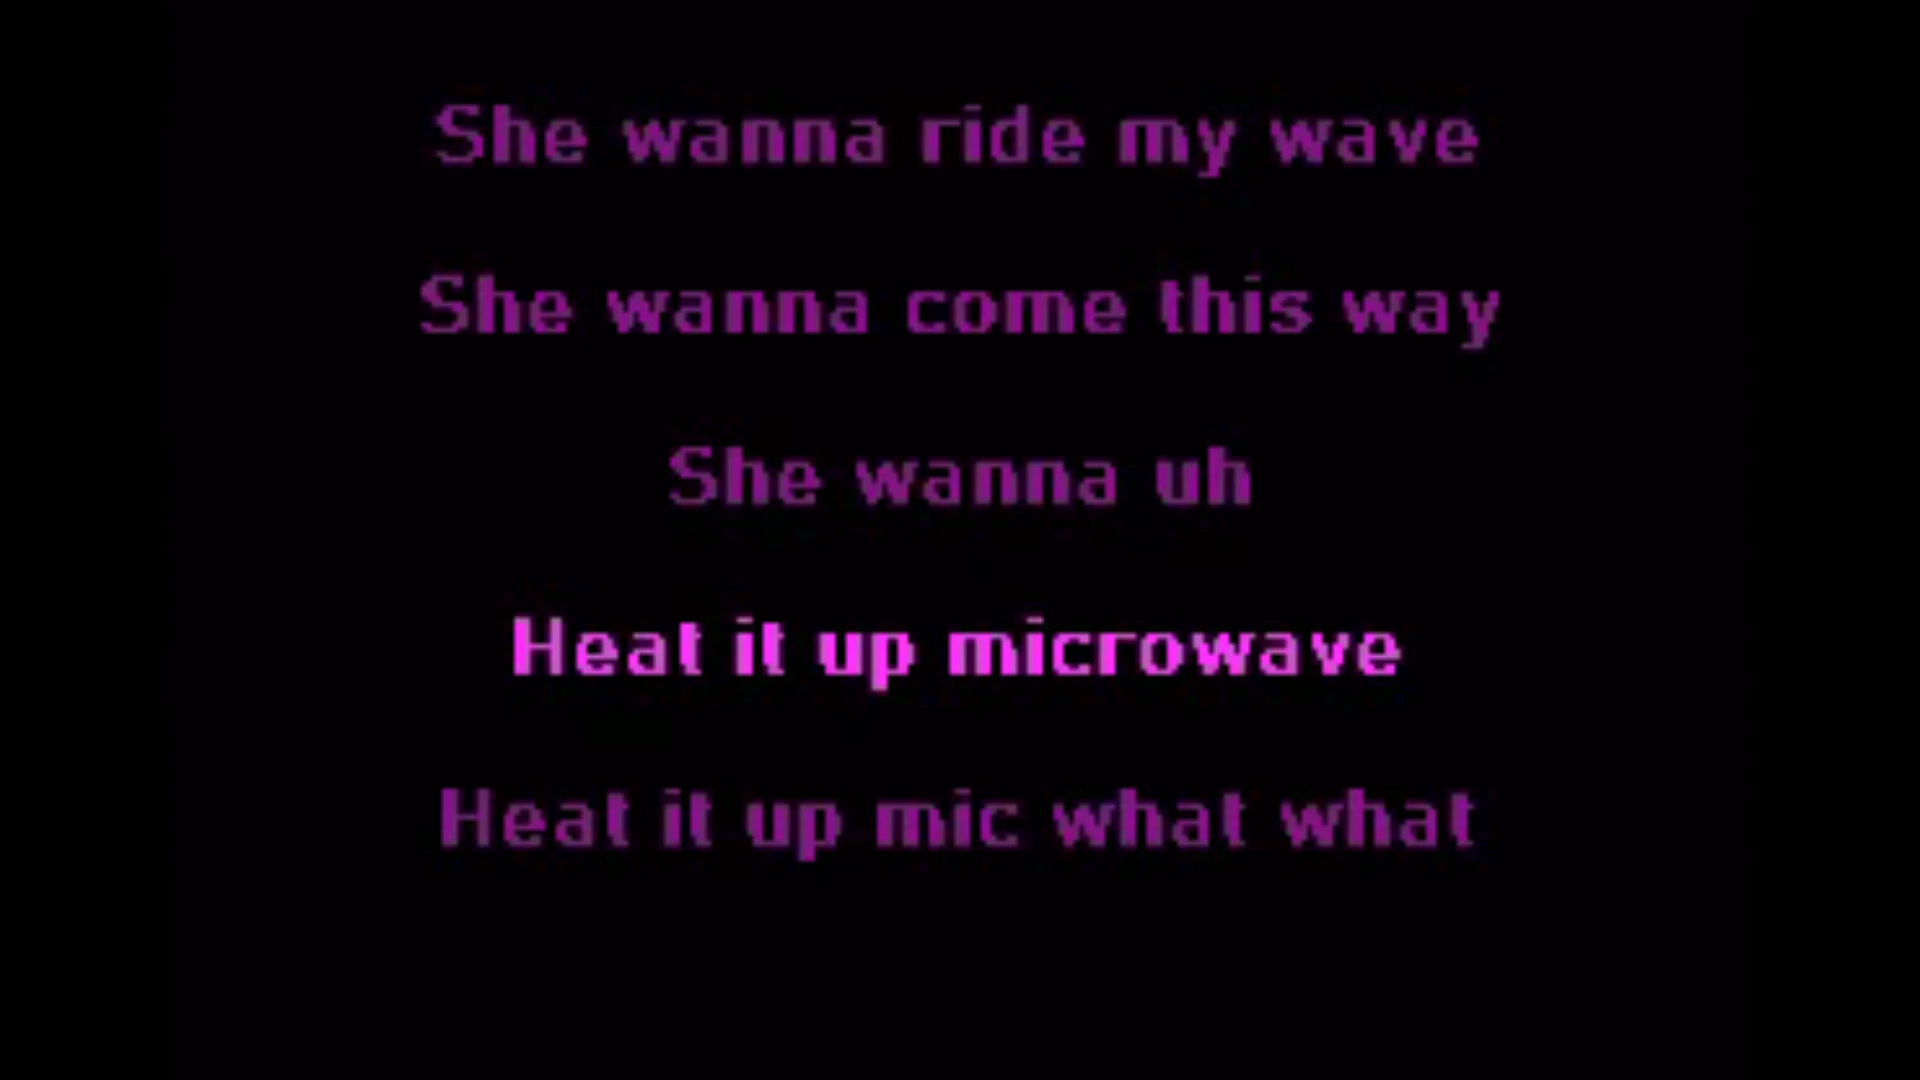 She wanna ride my wave
She wanna come this way
She wanna uh
Heat it up microwave
Heat it up mic what what